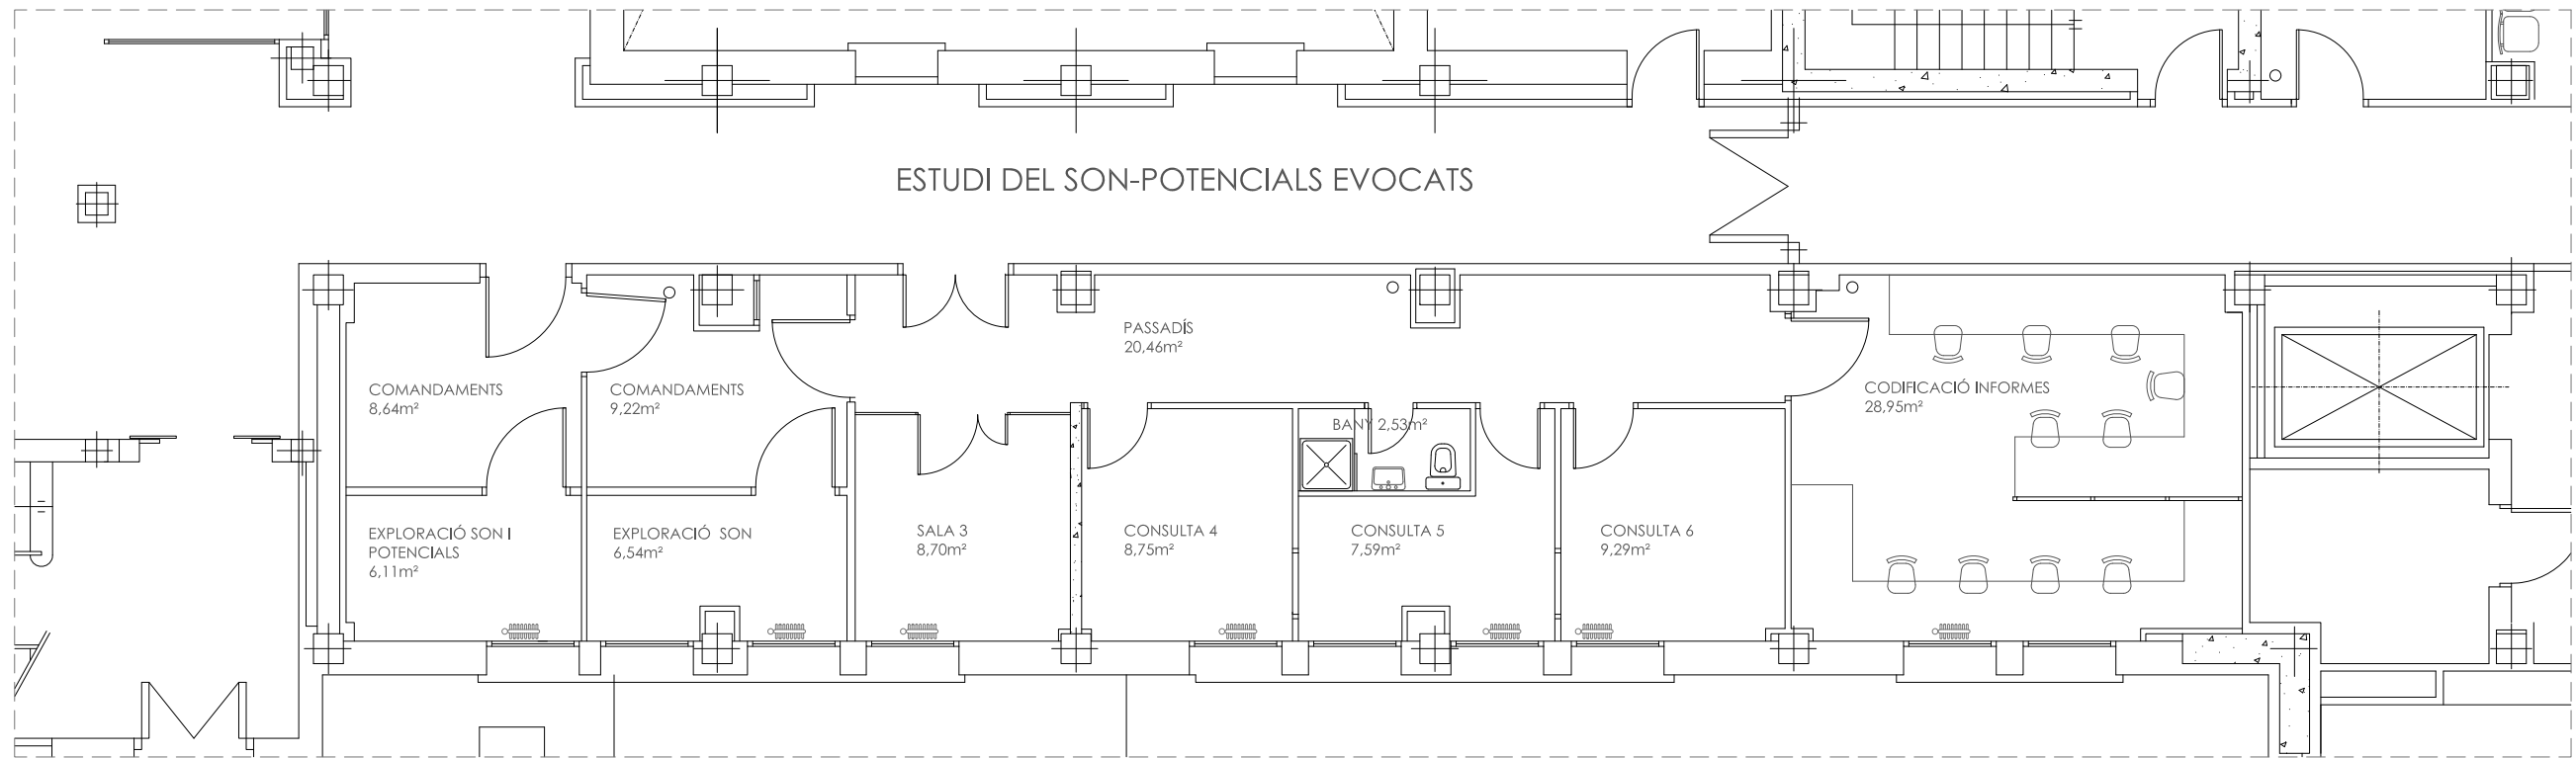 ESTUDI DEL SON-POTENCIALS EVOCATS
PASSADÍS
20,46m²
COMANDAMENTS
8,64m²
COMANDAMENTS
9,22m²
CODIFICACIÓ INFORMES
28,95m²
BANY 2,53m²
EXPLORACIÓ SON I
POTENCIALS
6,11m²
EXPLORACIÓ SON
6,54m²
SALA 3
8,70m²
CONSULTA 4
8,75m²
CONSULTA 5
7,59m²
CONSULTA 6
9,29m²